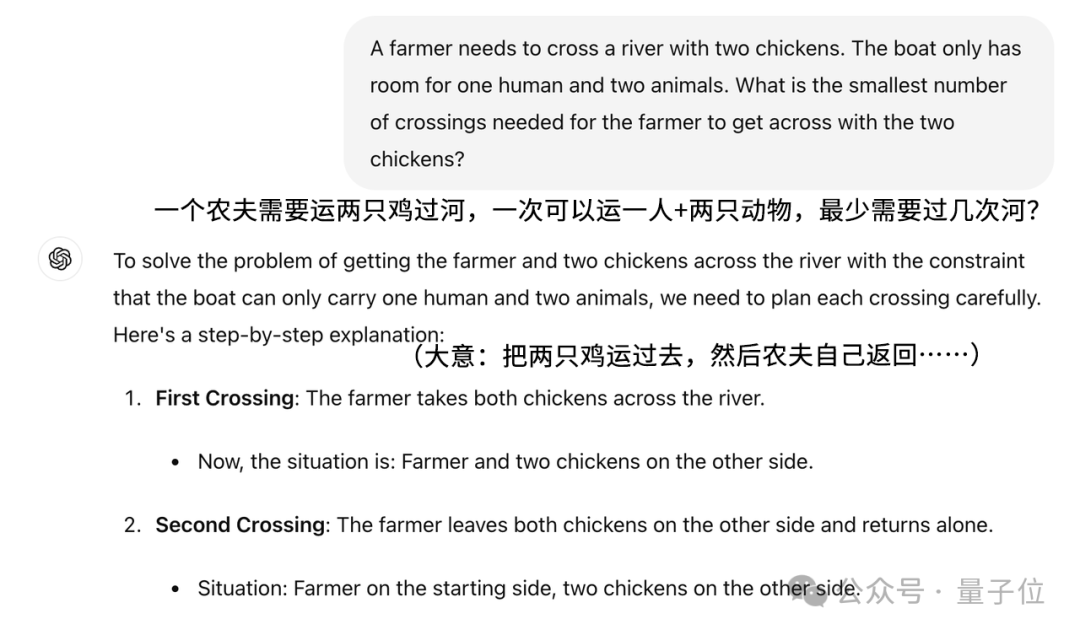 A farmer needs to cross a river with two chickens. The boat only has
room for one human and two animals. What is the smallest number
of crossings needed for the farmer to get across with the two
chickens?
一个农夫需要运两只鸡过河，一次可以运一人+两只动物，最少需要过几次河？
To solve the problem of getting the farmer and two chickens across the river with the constraint
that the boat can only carry one human and two animals, we need to plan each crossing carefully.
Here's a step-by-step explanation:
（大意：把两只鸡运过去，然后农夫自己返回……）
1. First Crossing: The farmer takes both chickens across the river.
• Now, the situation is: Farmer and two chickens on the other side.
2. Second Crossing: The farmer leaves both chickens on the other side and returns alone.
• Situation: Farmer on the starting side, two chickens on the other side.
公众号 · 量子位